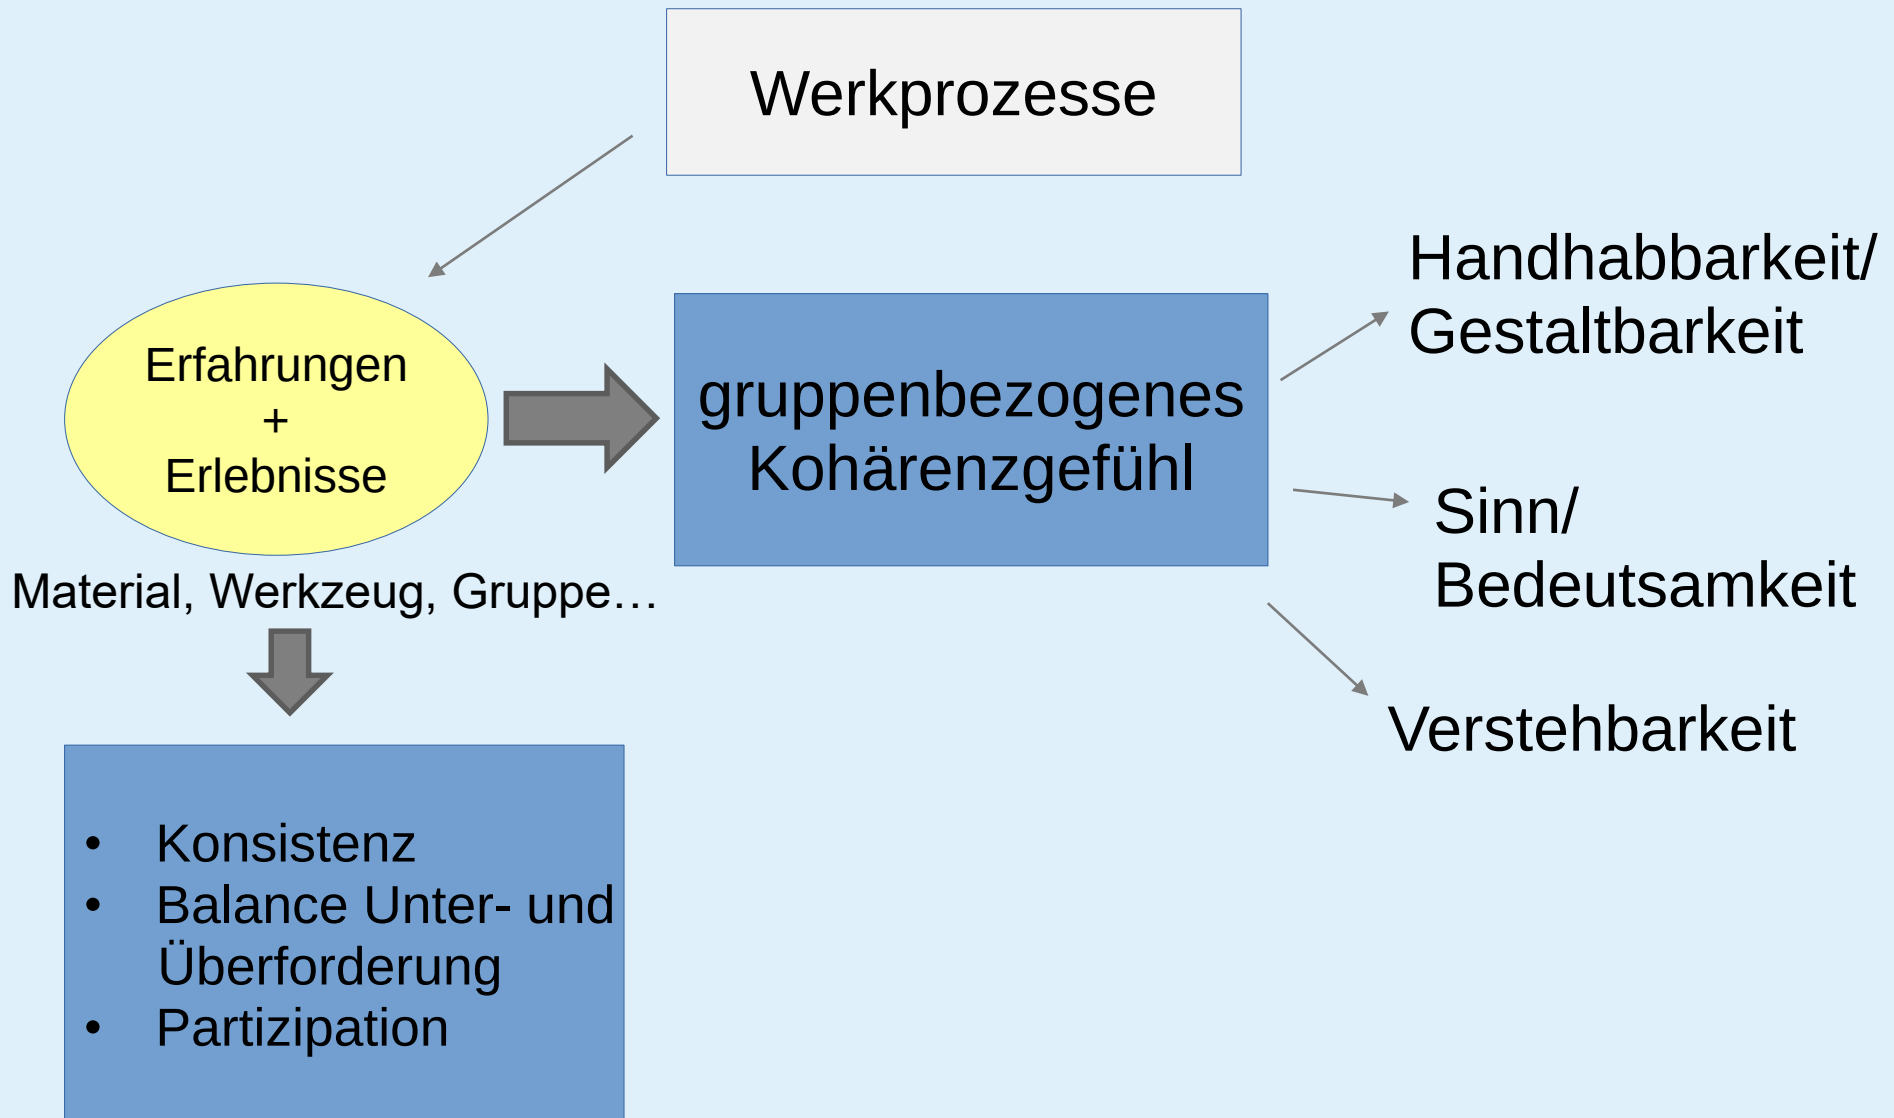 Werkprozesse
Erfahrungen
+
Erlebnisse
Material, Werkzeug, Gruppe…
gruppenbezogenes
Kohärenzgefühl
Handhabbarkeit/
Gestaltbarkeit
Sinn/
Bedeutsamkeit
Verstehbarkeit
• Konsistenz
• Balance Unter- und
Überforderung
• Partizipation